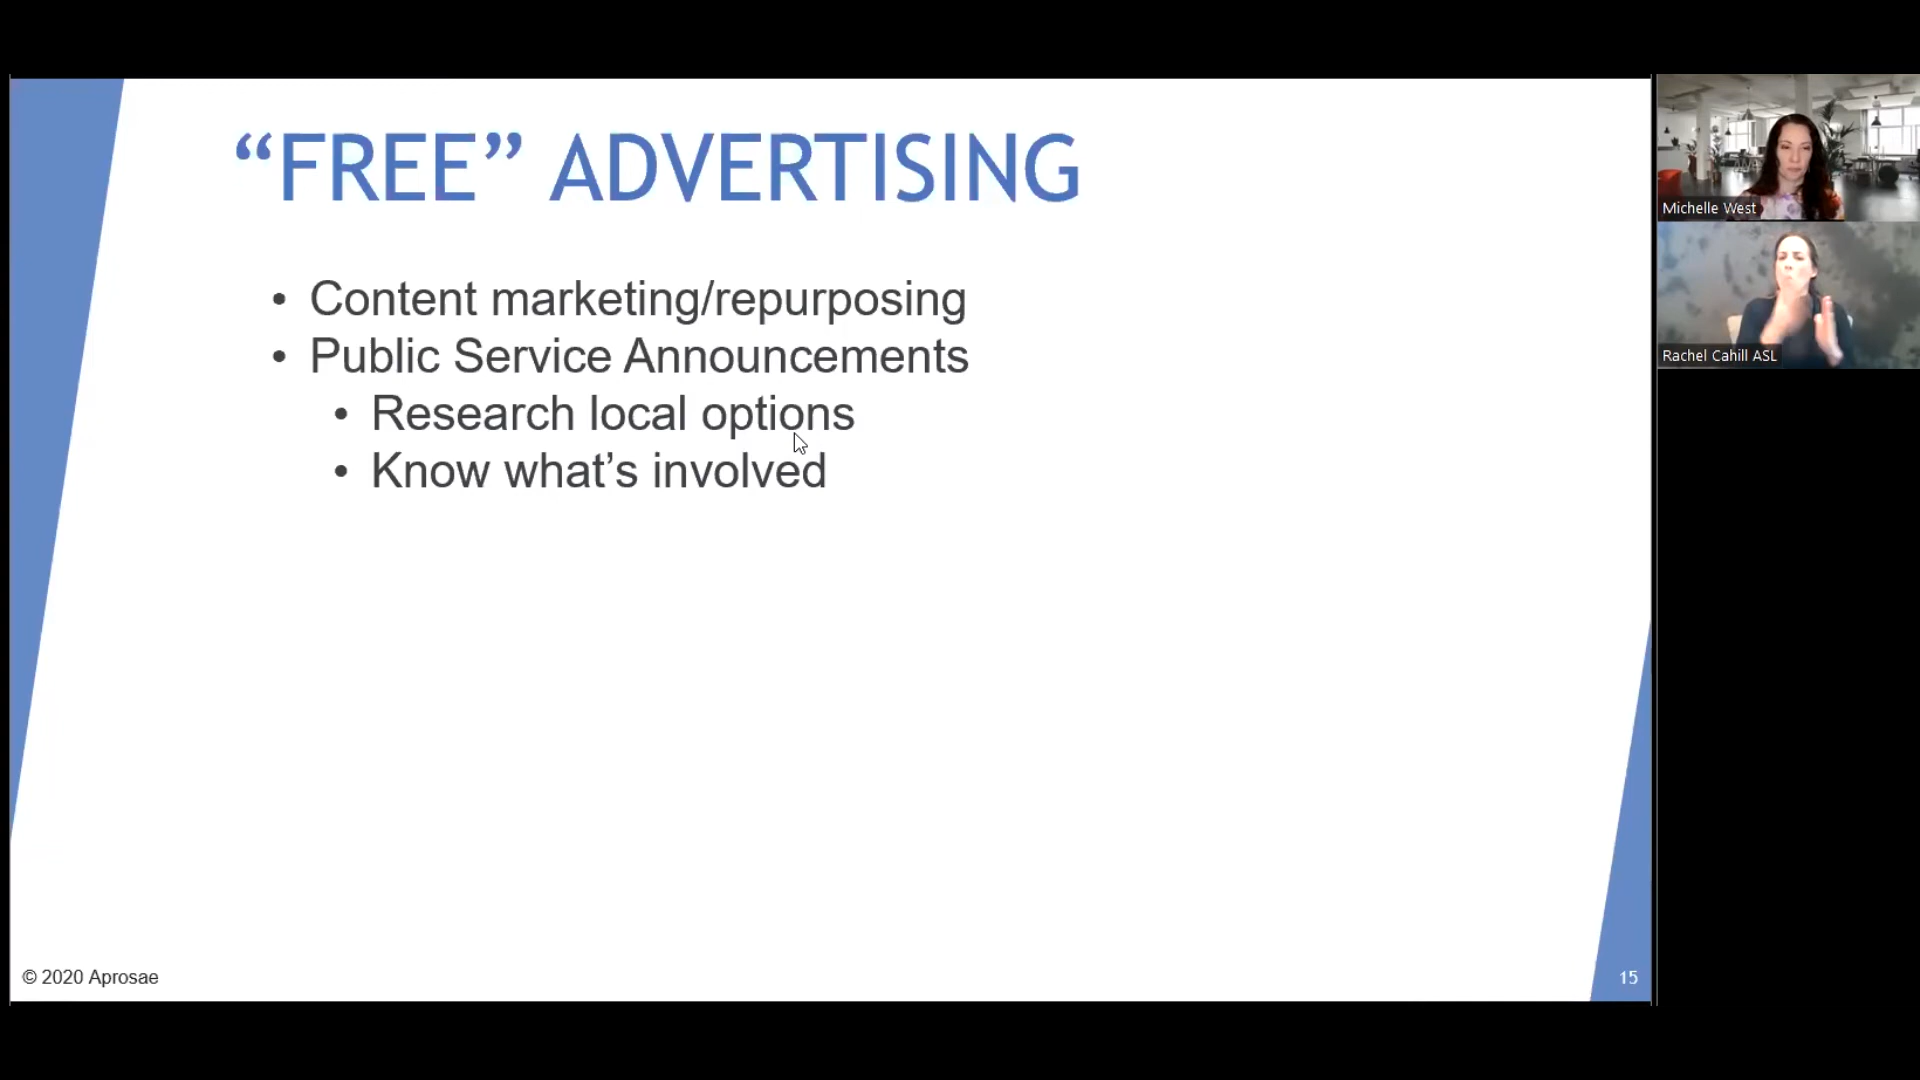 “FREE” ADVERTISING
• Content marketing/repurposing
• Public Service Announcements
• Research local options
• Know what’s involved
© 2020 Aprosae
15
Michelle West
Rachel Cahill ASL